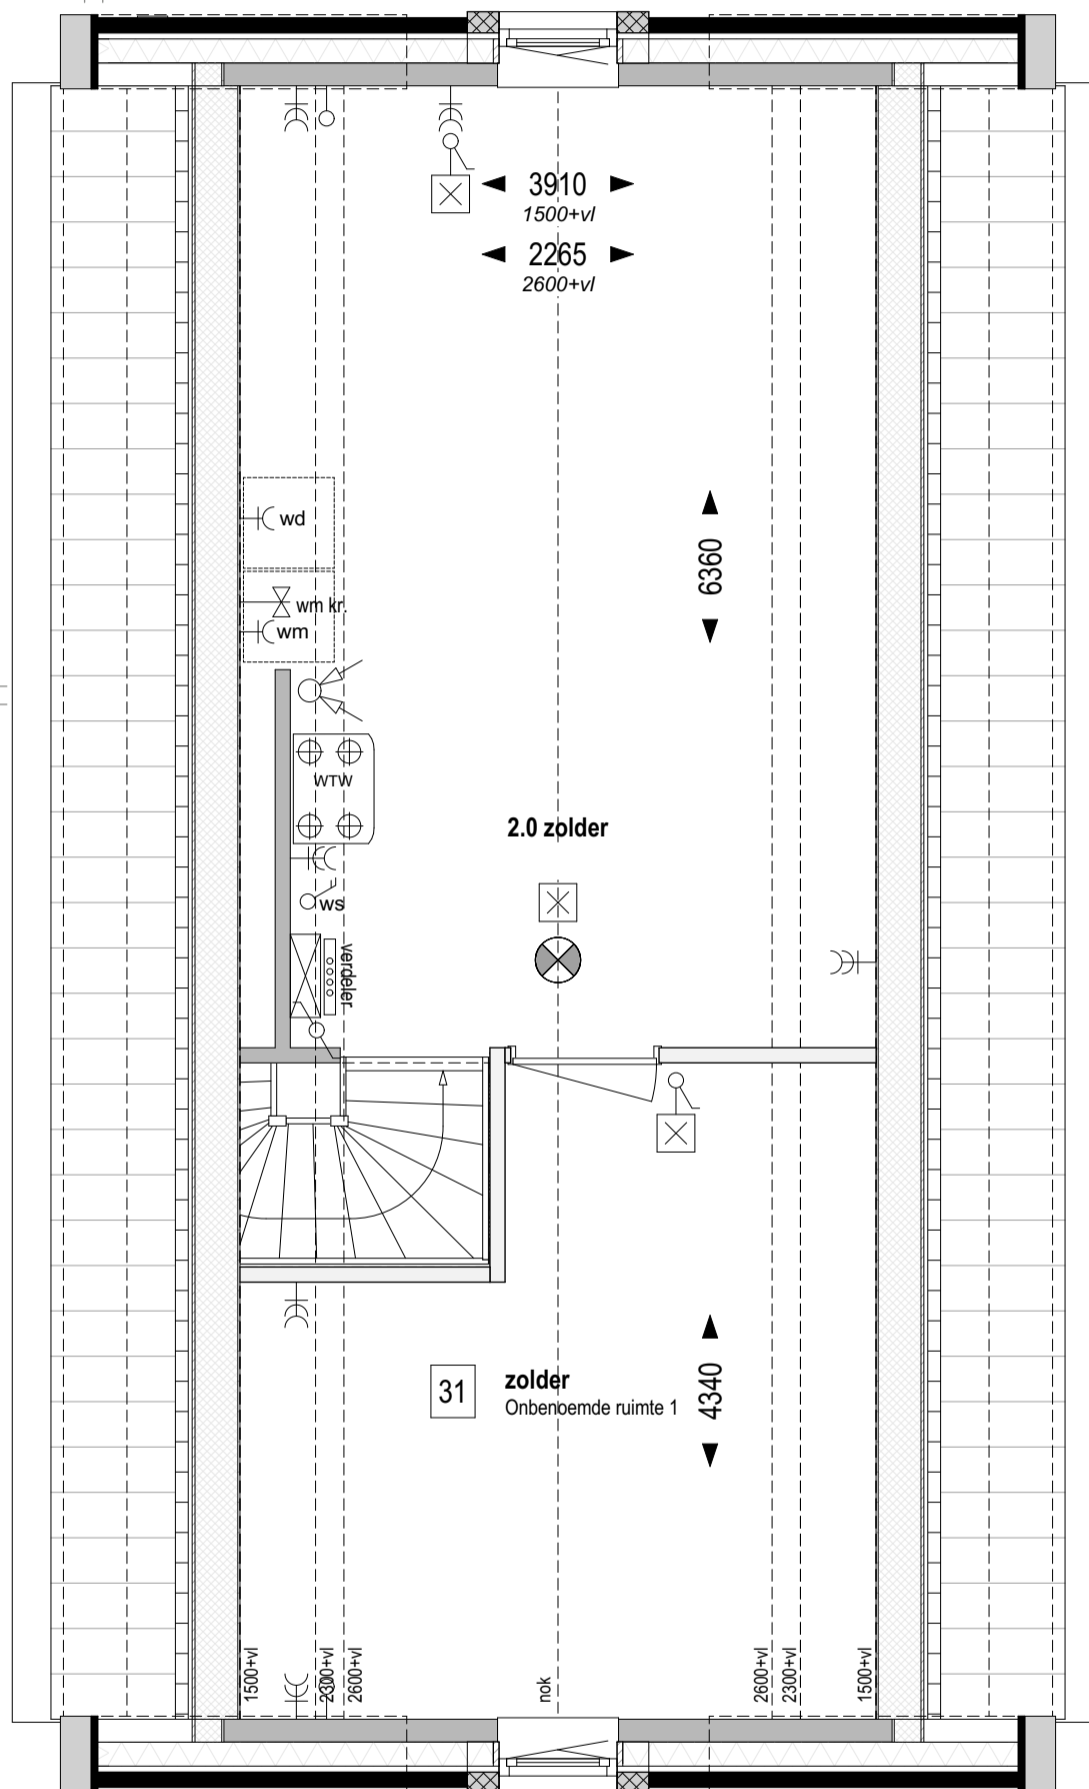 3910
1500+vl
2265
2600+vl
wd
6360
wm kr.
wm
WTW
2.0 zolder
ws
verdeler
31
zolder
Onbenoemde ruimte 1
4340
1500+vl
2300+vl
2600+vl
nok
2600+vl
2300+vl
1500+vl